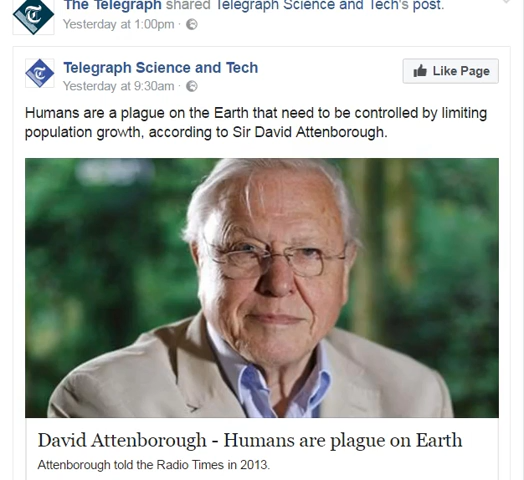 The Telegraph shared Telegraph Science and Tech's post.
Yesterday at 1:00pm ·
Telegraph Science and Tech
Yesterday at 9:30am ·
Like Page
Humans are a plague on the Earth that need to be controlled by limiting
population growth, according to Sir David Attenborough.
David Attenborough - Humans are plague on Earth
Attenborough told the Radio Times in 2013.